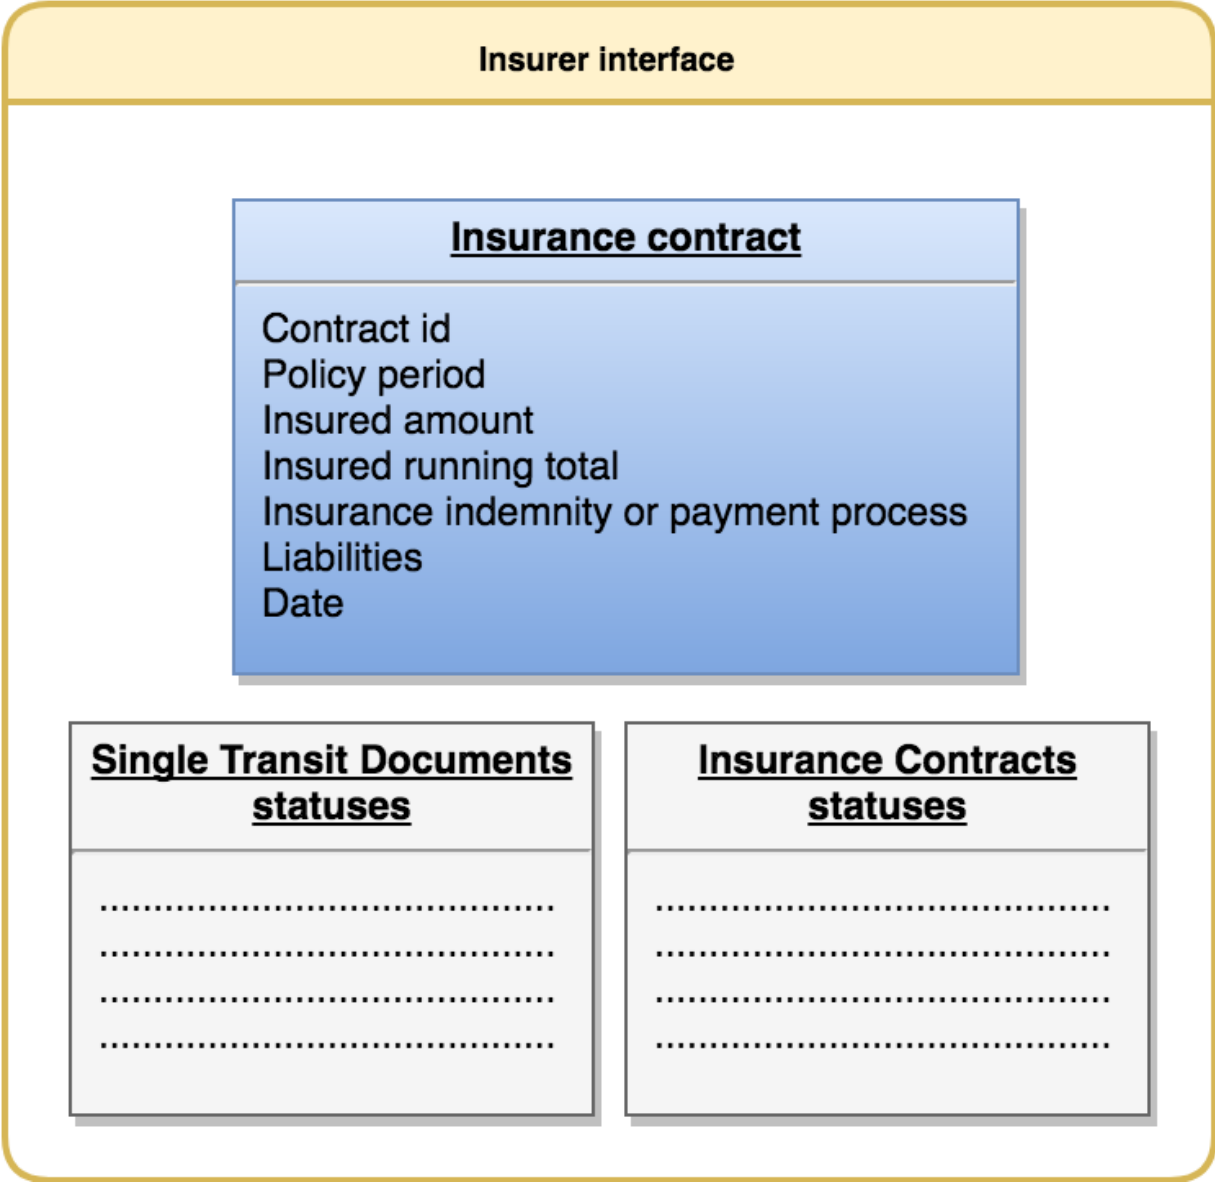 Insurer interface
Insurance contract
Contract id
Policy period
Insured amount
Insured running total
Insurance indemnity or payment process
Liabilities
Date
Single Transit Documents
statuses
..........................................
..........................................
..........................................
..........................................
Insurance Contracts
statuses
..........................................
..........................................
..........................................
..........................................